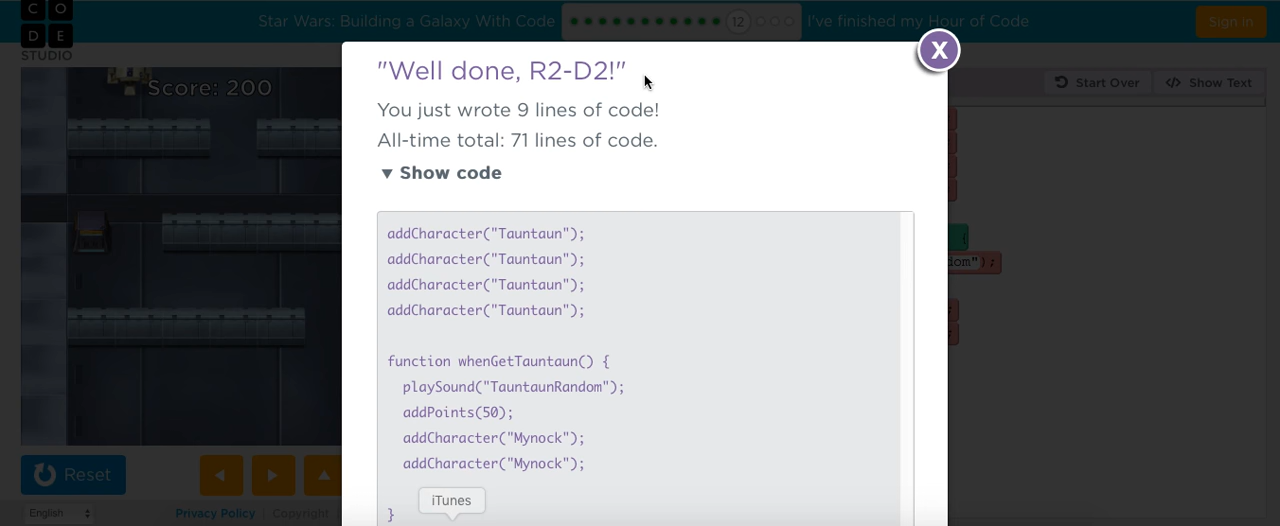 C O
D E
STUDIO
Star Wars: Building a Galaxy With Code
12
I've finished my Hour of Code
Sign in
Score: 200
Start Over
</> Show Text
X
"Well done, R2-D2!"
You just wrote 9 lines of code!
All-time total: 71 lines of code.
▼ Show code
addCharacter("Tauntaun");
addCharacter("Tauntaun");
addCharacter("Tauntaun");
addCharacter("Tauntaun");
function whenGetTauntaun() {
playSound("TauntaunRandom");
addPoints(50);
addCharacter("Mynock");
addCharacter("Mynock");
}
{
dom");
iTunes
Reset
English
Privacy Policy | Copyright